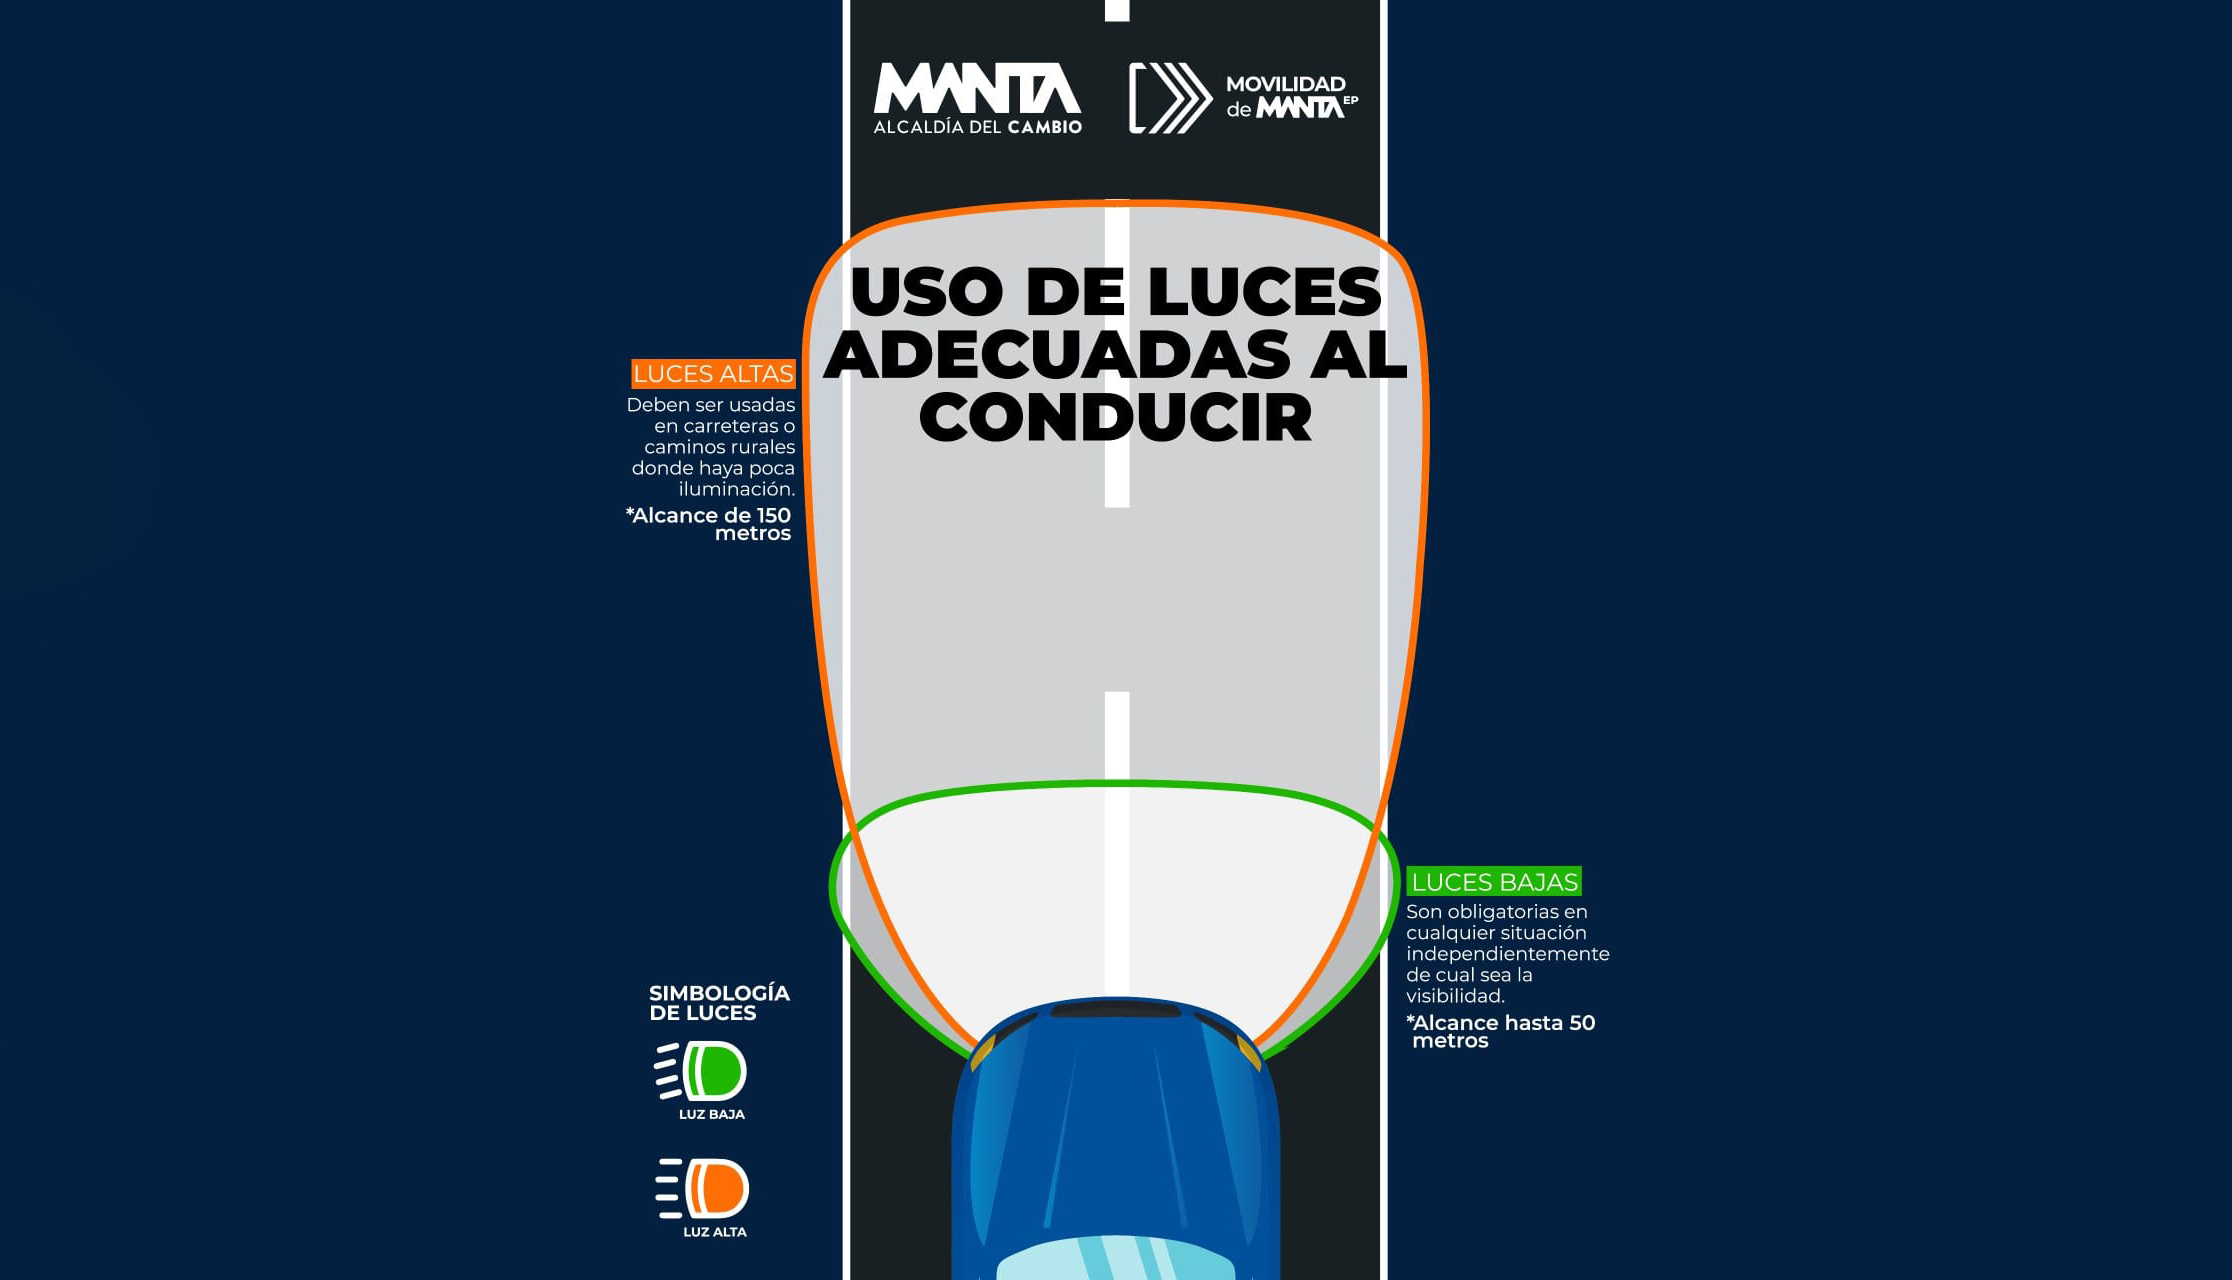 MANTA
ALCALDÍA DEL CAMBIO
MOVILIDAD
de MANTA EP
USO DE LUCES
ADECUADAS AL
CONDUCIR
LUCES ALTAS
Deben ser usadas
en carreteras o
caminos rurales
donde haya poca
iluminación.
*Alcance de 150
metros
LUCES BAJAS
Son obligatorias en
cualquier situación
independientemente
de cual sea la
visibilidad.
*Alcance hasta 50
metros
SIMBOLOGÍA
DE LUCES
LUZ BAJA
LUZ ALTA